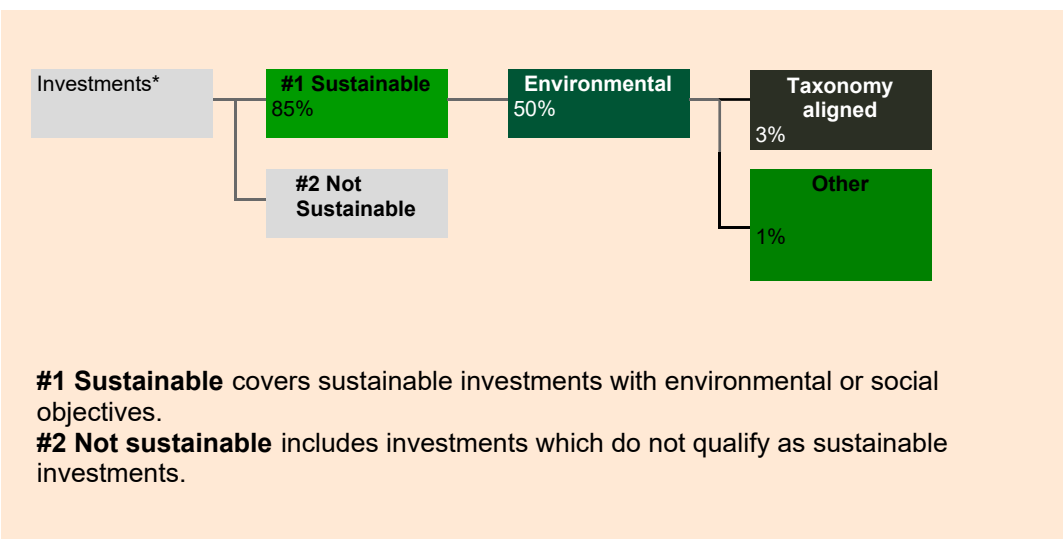 Investments*
#1 Sustainable
85%
Environmental
50%
Taxonomy
aligned
3%
#2 Not
Sustainable
Other
1%
#1 Sustainable covers sustainable investments with environmental or social
objectives.
#2 Not sustainable includes investments which do not qualify as sustainable
investments.